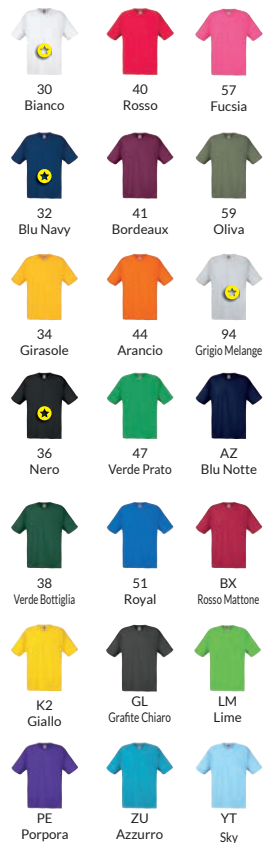 30
Bianco
40
Rosso
57
Fucsia
32
Blu Navy
41
Bordeaux
59
Oliva
34
Girasole
44
Arancio
94
Grigio Melange
36
Nero
47
Verde Prato
AZ
Blu Notte
38
Verde Bottiglia
51
Royal
BX
Rosso Mattone
K2
Giallo
GL
Grafite Chiaro
LM
Lime
PE
Porpora
ZU
Azzurro
YT
Sky